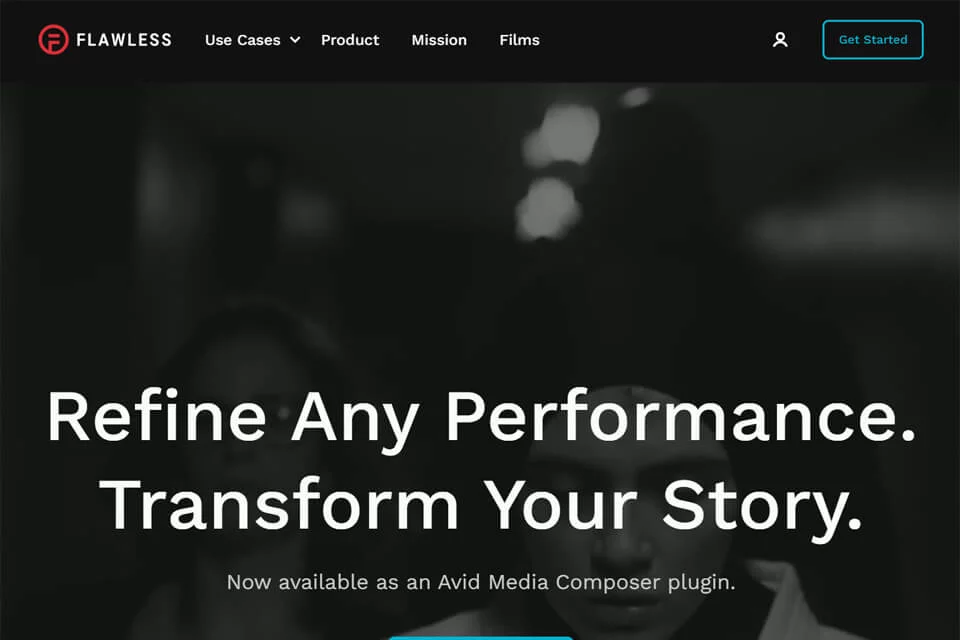 FLAWLESS
Use Cases
Product
Mission
Films
Get Started
Refine Any Performance.
Transform Your Story.
Now available as an Avid Media Composer plugin.